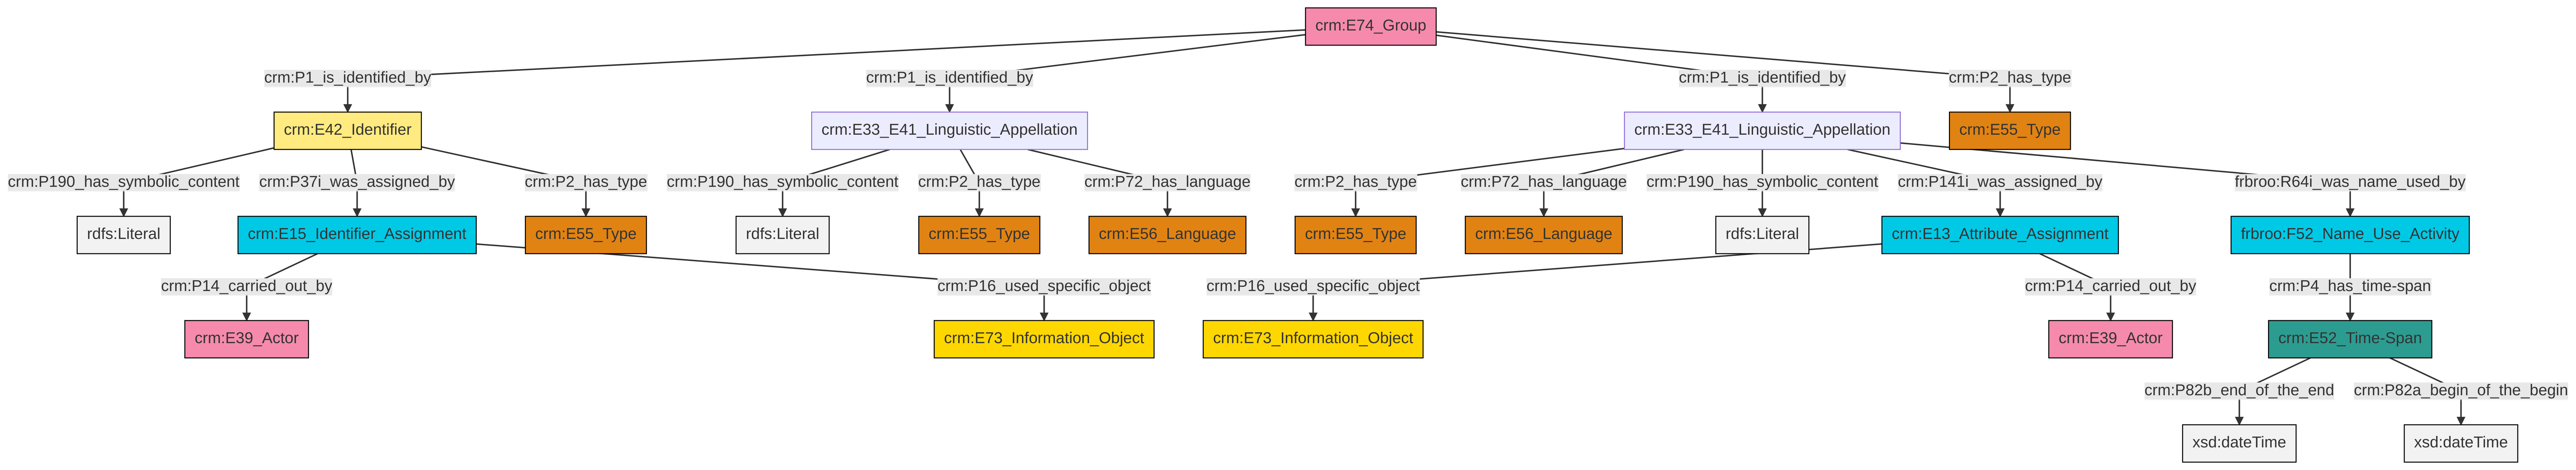 crm:E74_Group
crm:P1_is_identified_by crm:P1_is_identified_by crm:P1_is_identified_by crm:P2_has_type
crm:E42_Identifier crm:E33_E41_Linguistic_Appellation crm:E33_E41_Linguistic_Appellation crm:E55_Type
crm:P190_has_symbolic_content crm:P37i_was_assigned_by crm:P2_has_type crm:P190_has_symbolic_content crm:P2_has_type crm:P72_has_language crm:P2_has_type crm:P72_has_language crm:P190_has_symbolic_content crm:P141i_was_assigned_by frbroo:R64i_was_name_used_by
rdfs:Literal crm:E15_Identifier_Assignment crm:E55_Type rdfs:Literal crm:E55_Type crm:E56_Language crm:E55_Type crm:E56_Language rdfs:Literal crm:E13_Attribute_Assignment frbroo:F52_Name_Use_Activity
crm:P14_carried_out_by crm:P16_used_specific_object crm:P16_used_specific_object crm:P14_carried_out_by crm:P4_has_time-span
crm:E39_Actor crm:E73_Information_Object crm:E73_Information_Object crm:E39_Actor crm:E52_Time-Span
crm:P82b_end_of_the_end crm:P82a_begin_of_the_begin
xsd:dateTime xsd:dateTime